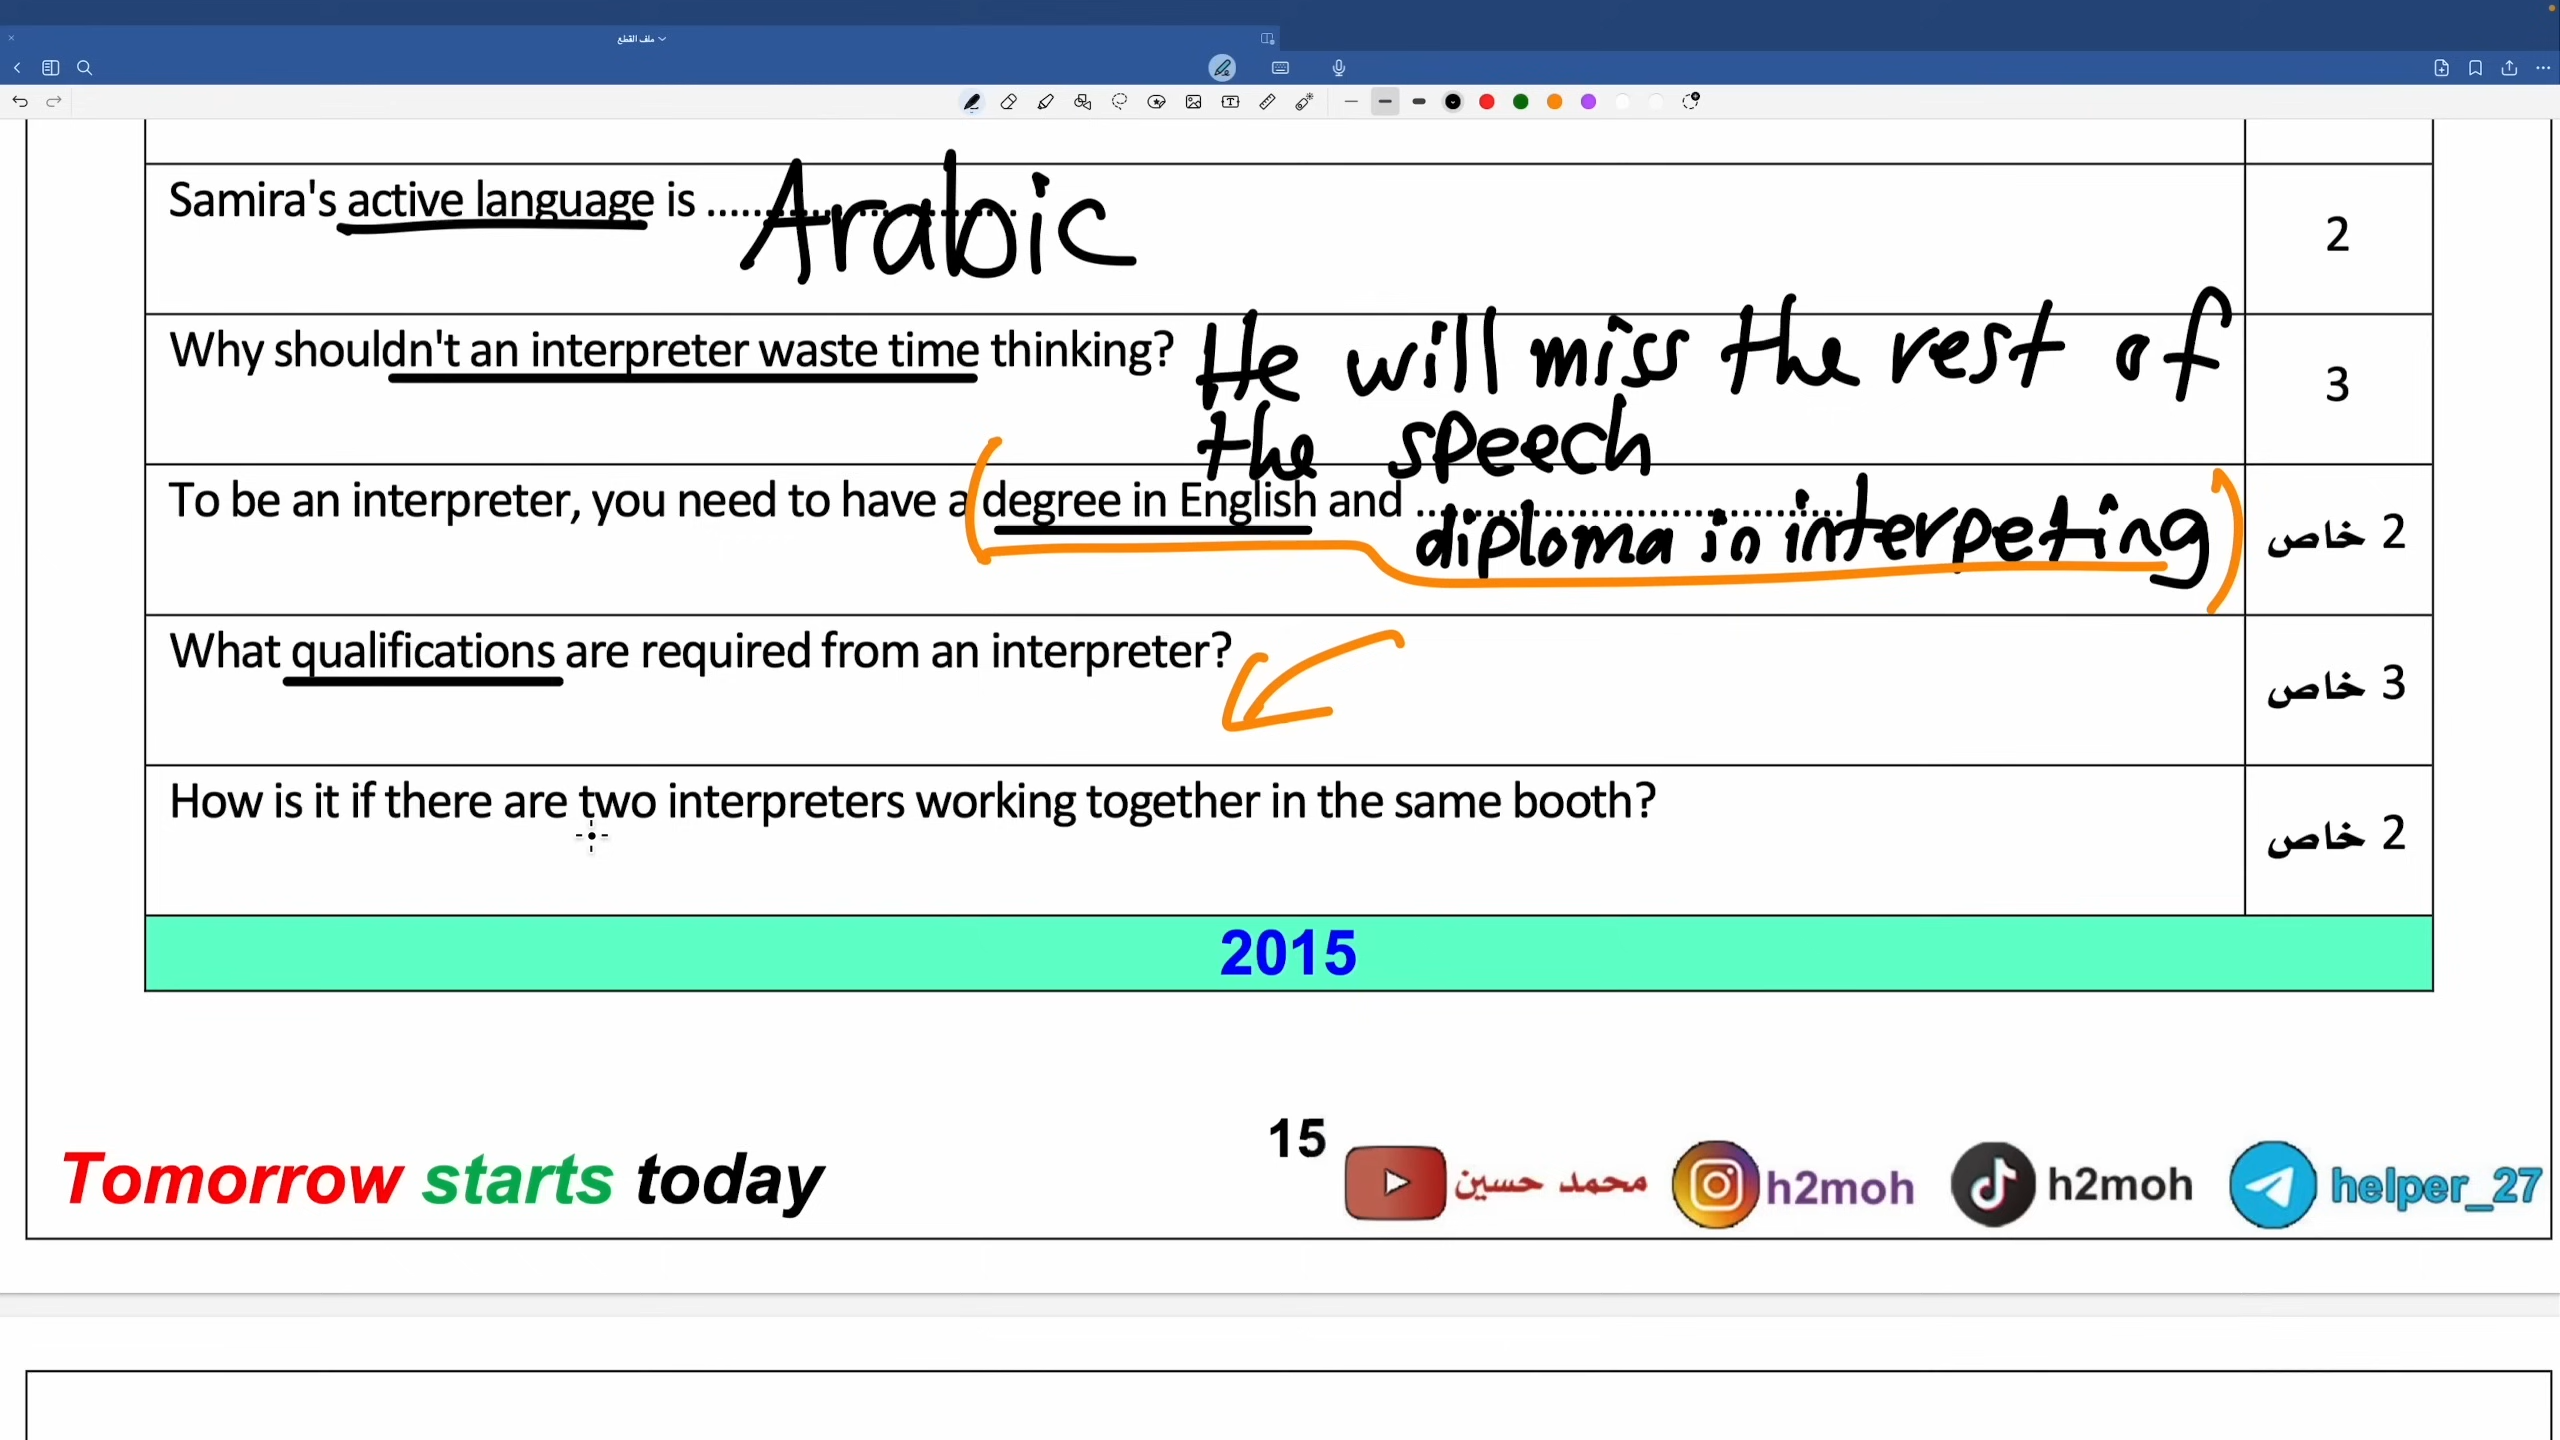 ملف القطع
Samira's active language is ........................ Arabic
2
Why shouldn't an interpreter waste time thinking? He will miss the rest of
the speech
3
To be an interpreter, you need to have a degree in English and ................................
diploma in interpeting
2 خاص
What qualifications are required from an interpreter?
3 خاص
How is it if there are two interpreters working together in the same booth?
2 خاص
2015
15
Tomorrow starts today
محمد حسين
h2moh
h2moh
helper_27